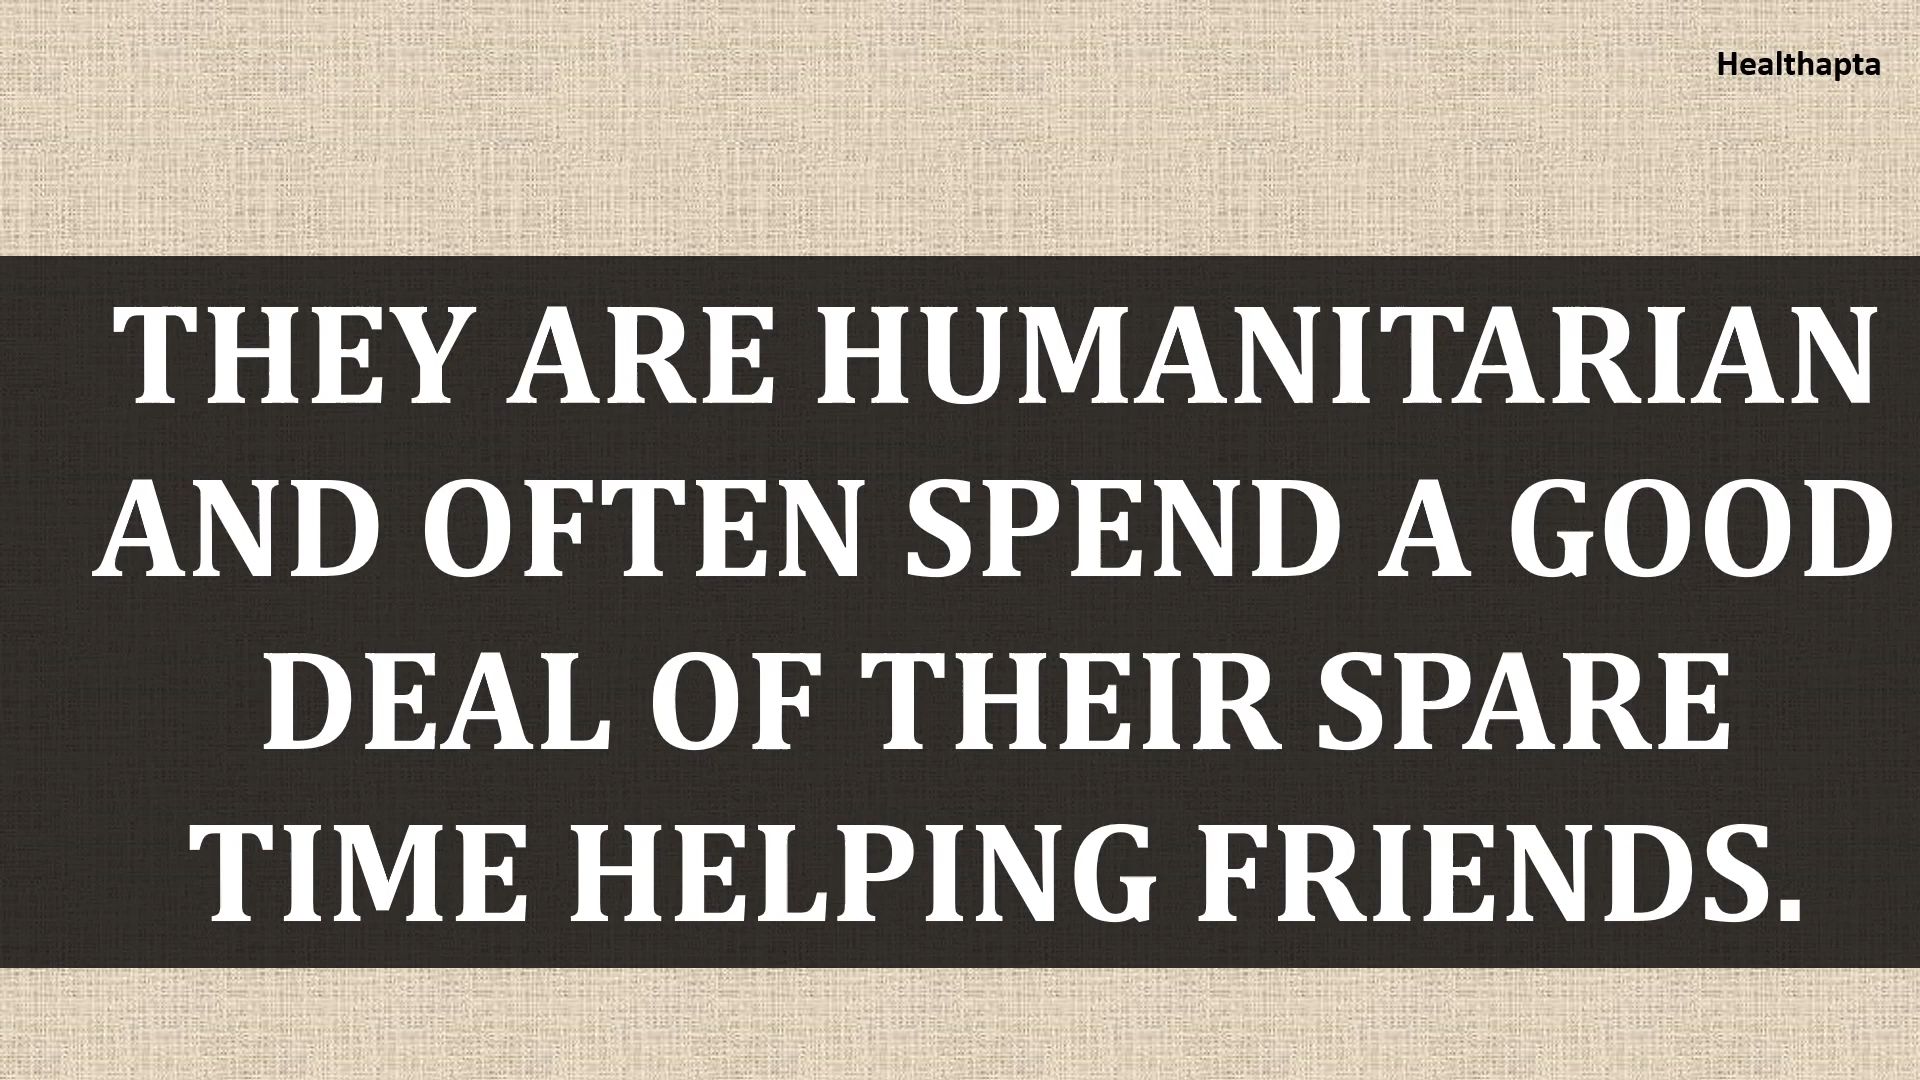 Healthapta
THEY ARE HUMANITARIAN
AND OFTEN SPEND A GOOD
DEAL OF THEIR SPARE
TIME HELPING FRIENDS.